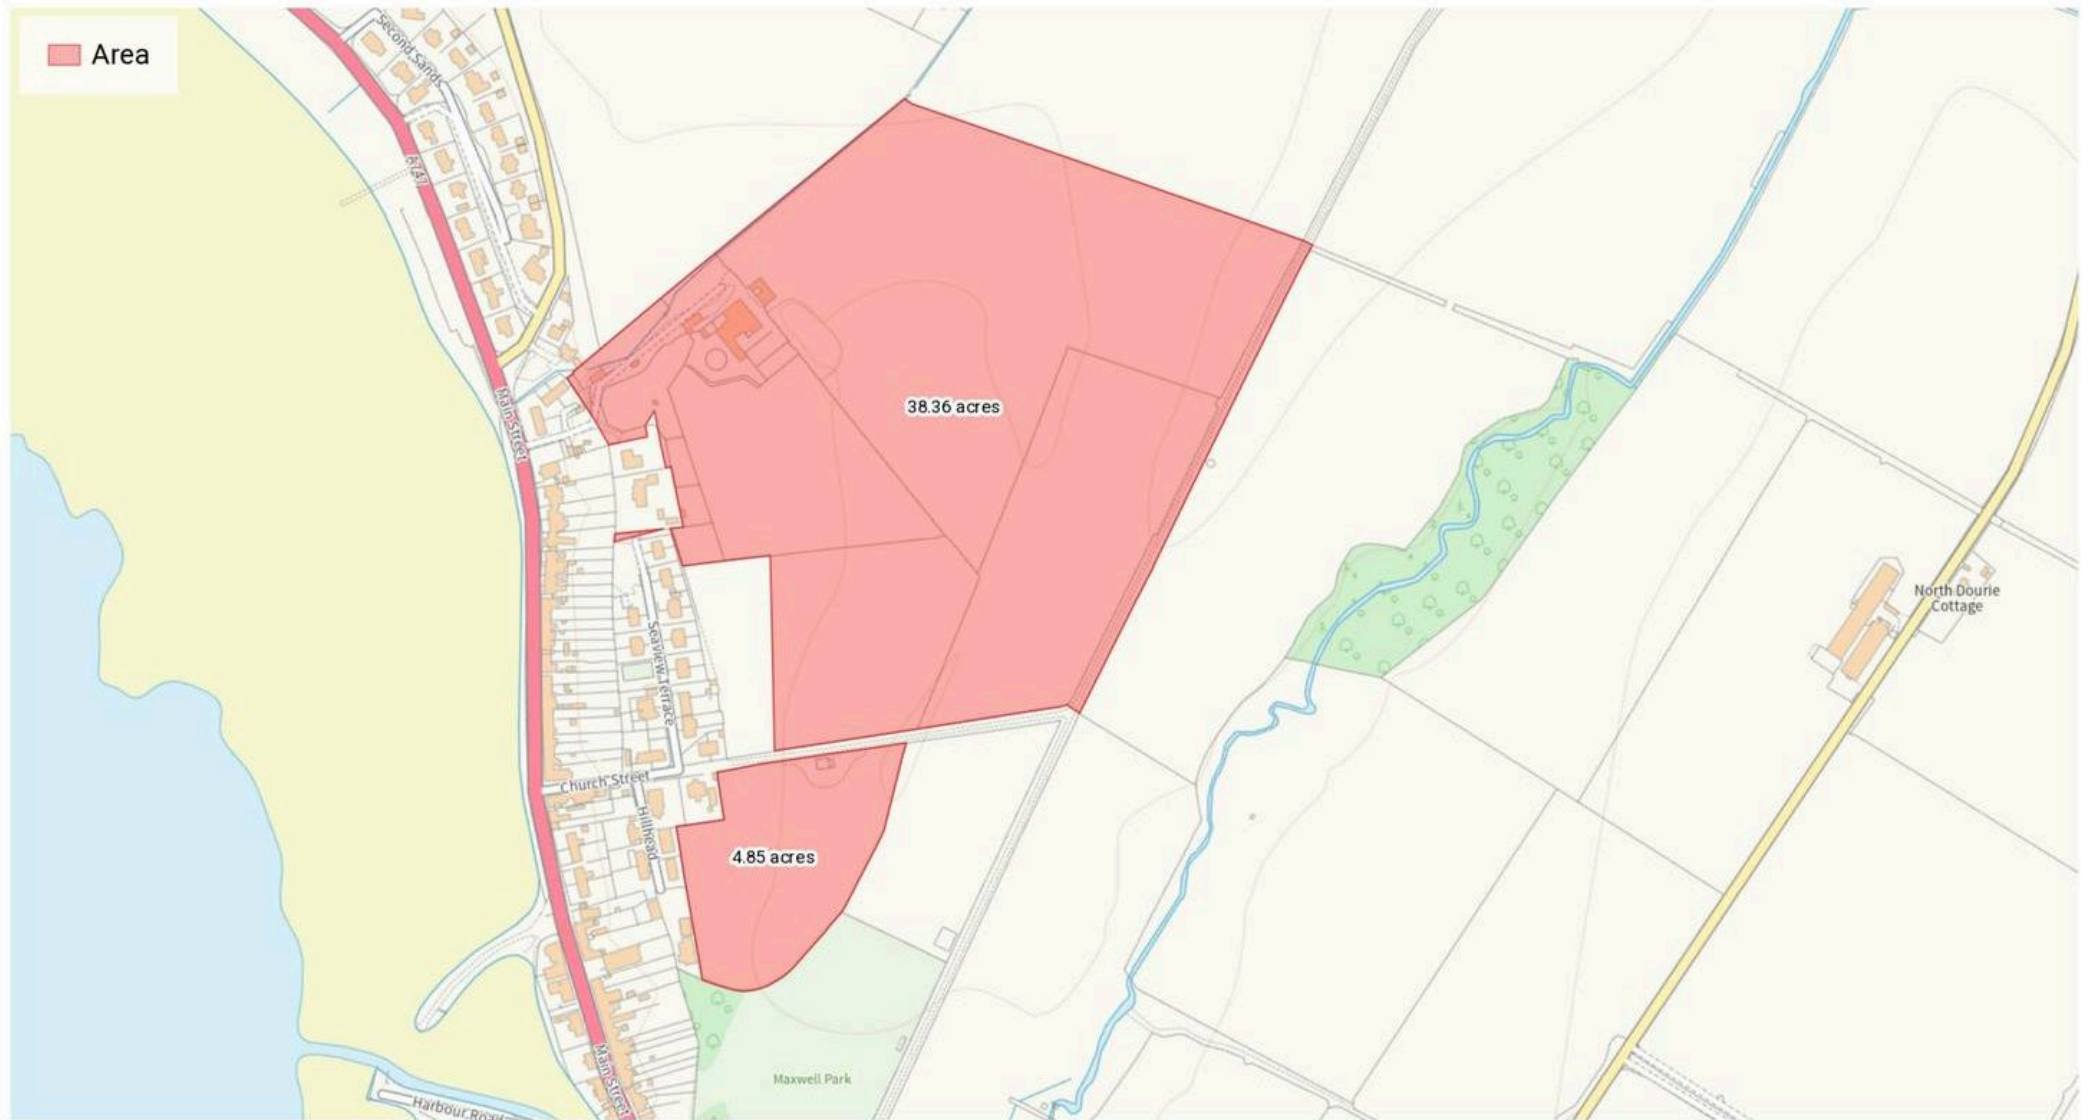 Area
Second Sands
A747
Main Street
38.36 acres
North Dourie
Cottage
Seaview Terrace
Church Street
Hillhead
4.85 acres
Maxwell Park
Main Street
Harbour Road